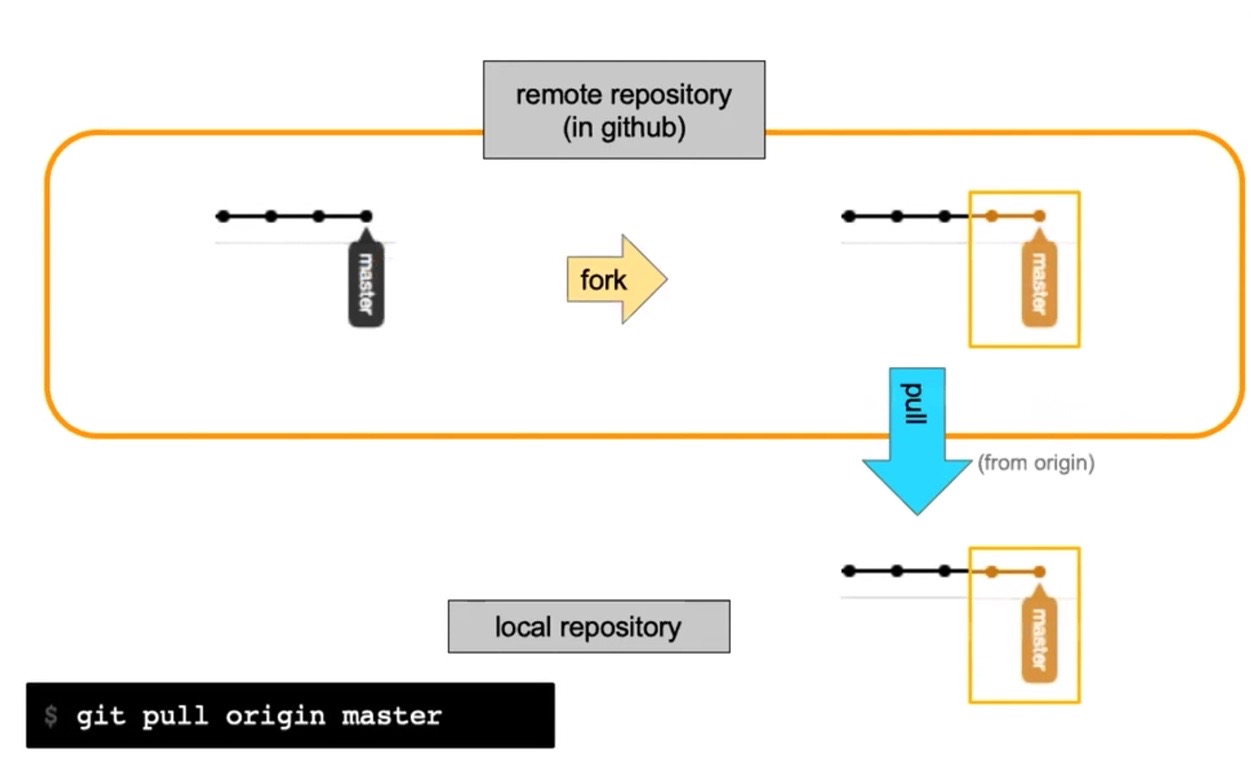 remote repository
(in github)
master
fork
master
pull
(from origin)
master
local repository
$ git pull origin master